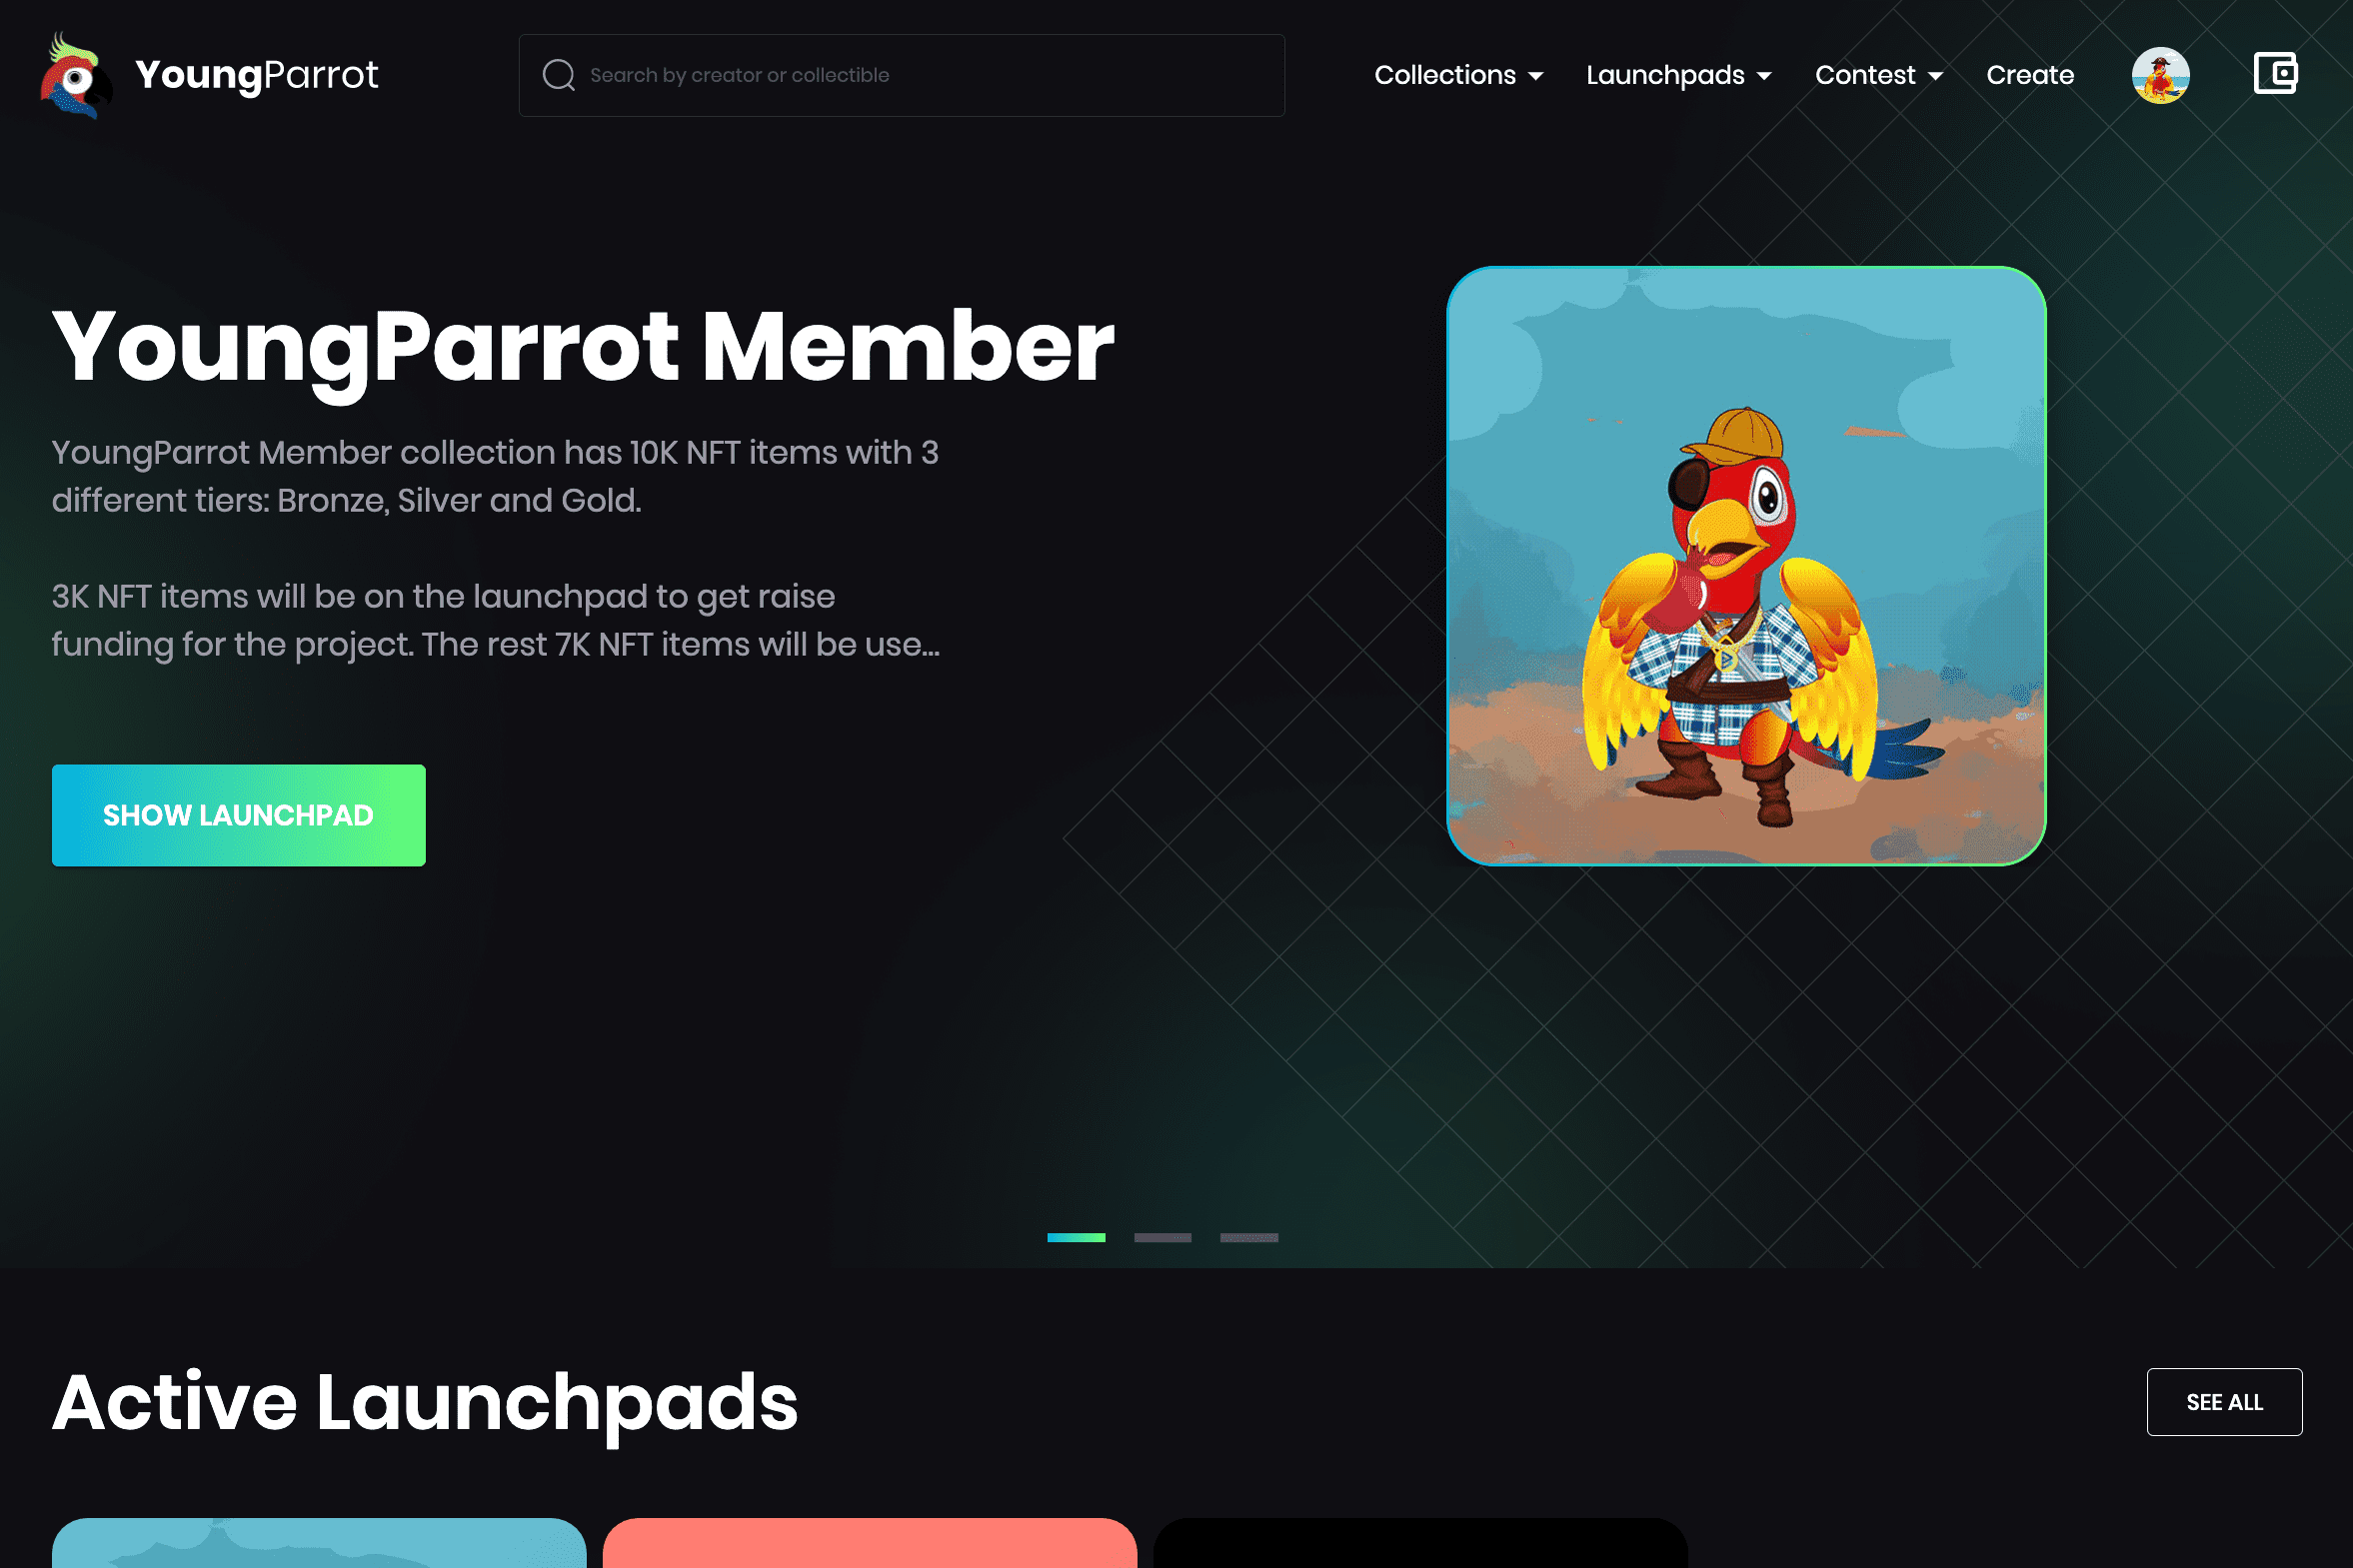 YoungParrot
Search by creator or collectible
Collections
Launchpads
Contest
Create
YoungParrot Member
YoungParrot Member collection has 10K NFT items with 3
different tiers: Bronze, Silver and Gold.
3K NFT items will be on the launchpad to get raise
funding for the project. The rest 7K NFT items will be use...
SHOW LAUNCHPAD
Active Launchpads
SEE ALL